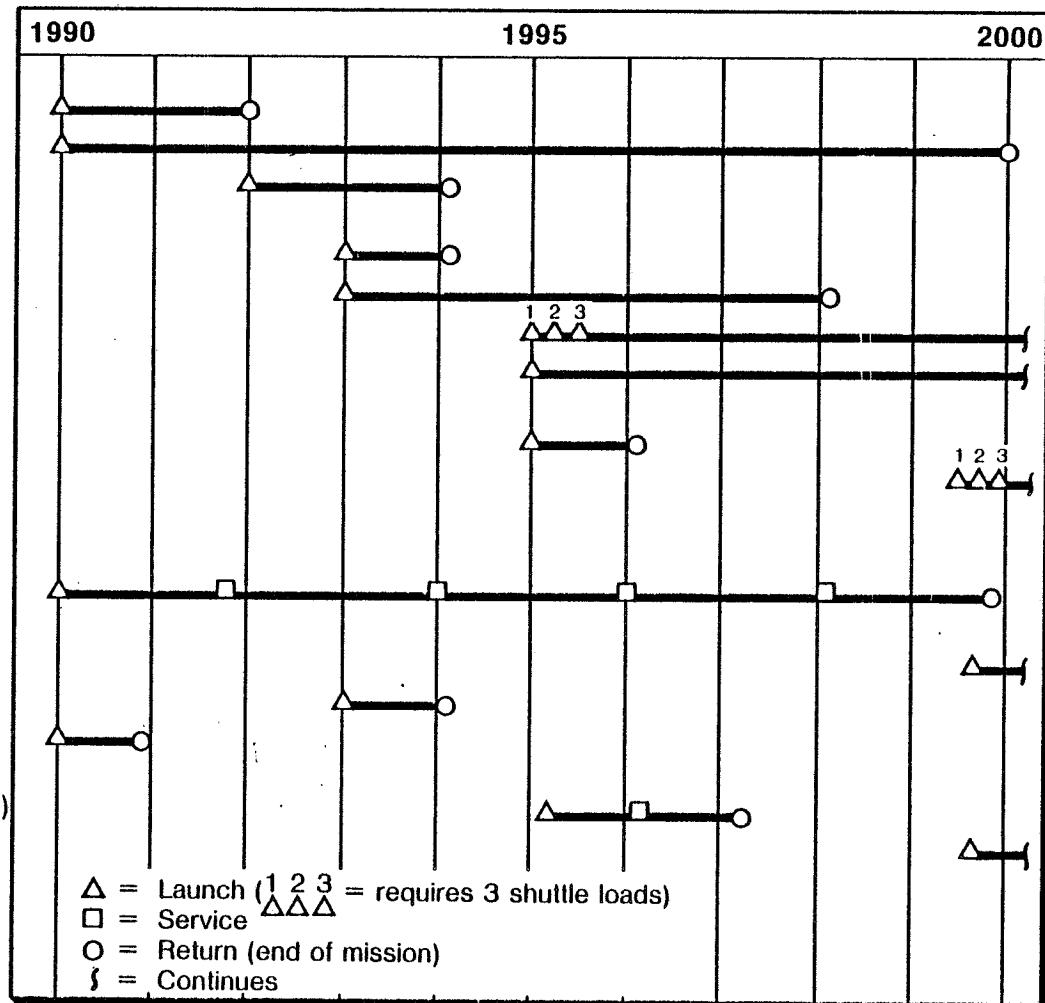 1990 1995 2000
1 2 3
1 2 3
)
1 2 3
△ = Launch (△△△ = requires 3 shuttle loads)
□ = Service
○ = Return (end of mission)
∫ = Continues